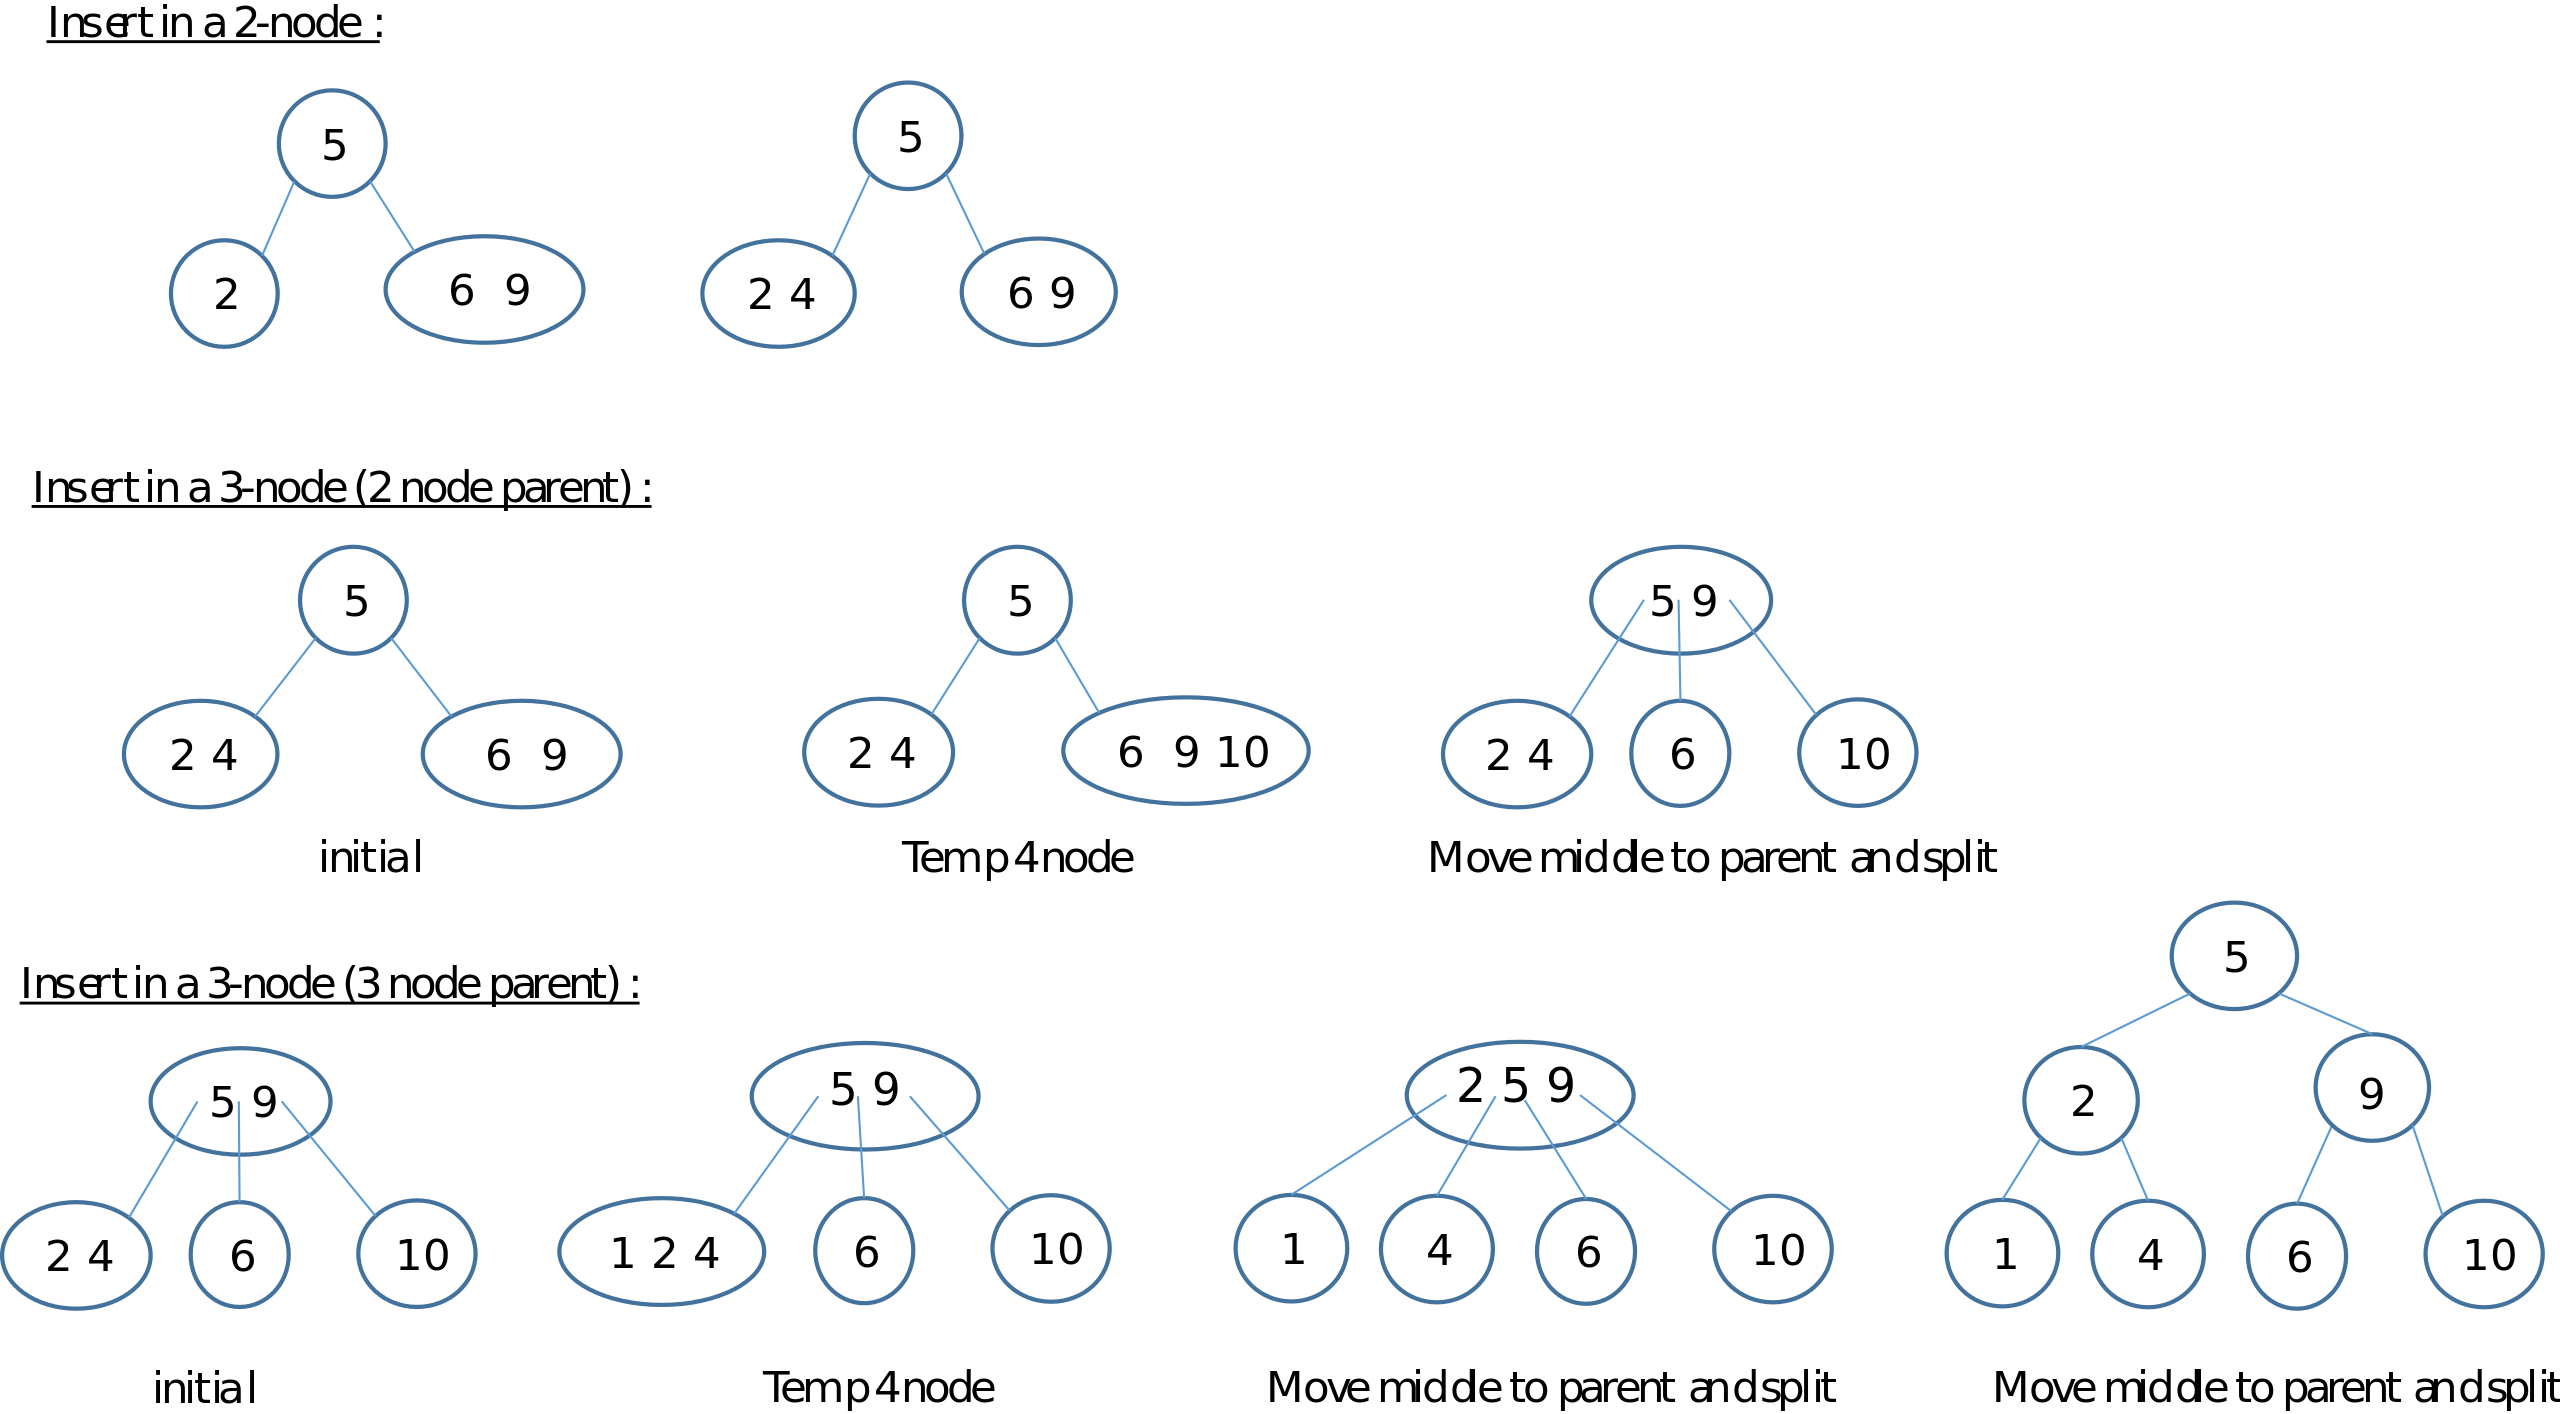 Insert in a 2-node :
5 5
2 6 9 2 4 6 9
Insert in a 3-node (2 node parent) :
5 5 5 9
2 4 6 9 2 4 6 9 10 2 4 6 10
initial Temp 4 node Move middle to parent and split
5
Insert in a 3-node (3 node parent) :
5 9 5 9 2 5 9 2 9
2 4 6 10 1 2 4 6 10 1 4 6 10 1 4 6 10
initial Temp 4 node Move middle to parent and split Move middle to parent and split